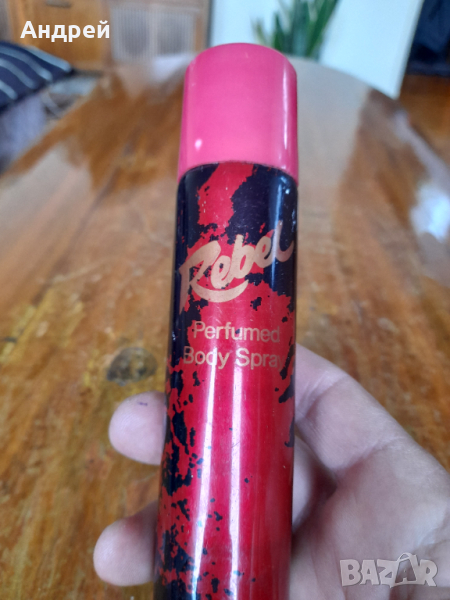 Андрей
Rebel
Perfumed
Body Spray
BAZAR